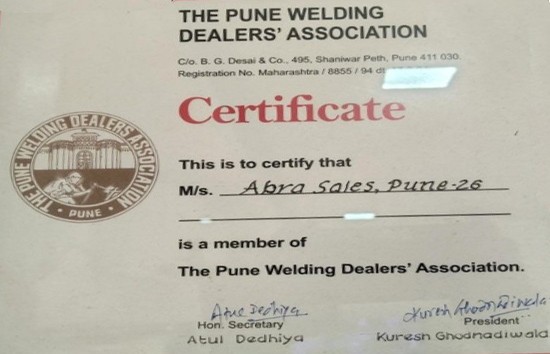 THE PUNE WELDING
DEALERS' ASSOCIATION
C/o. B. G. Desai & Co., 495, Shaniwar Peth, Pune 411 030.
Registration No. Maharashtra / 8855 / 94
Certificate
THE PUNE WELDING DEALERS ASSOCIATION
• PUNE •
This is to certify that
M/s. Abra Sales, Pune-26
is a member of
The Pune Welding Dealers' Association.
Atul Dedhiya
Kuresh Ghodnadiwala
Hon. Secretary
President
Atul Dedhiya
Kuresh Ghodnadiwala